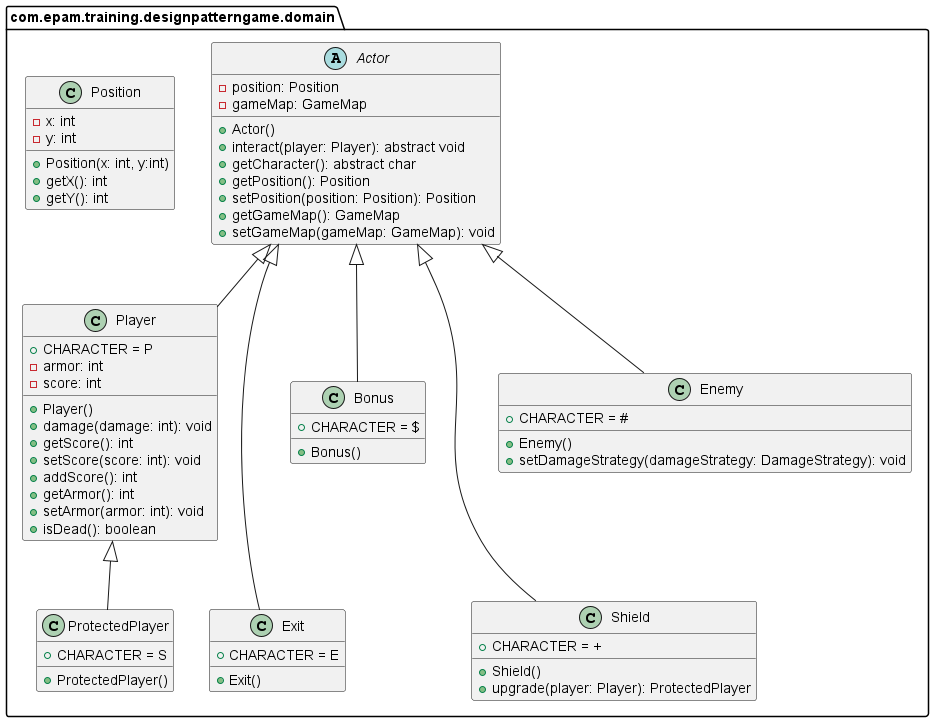 com.epam.training.designpatterngame.domain
C Position
x: int
y: int
Position(x: int, y:int)
getX(): int
getY(): int
A Actor
position: Position
gameMap: GameMap
Actor()
interact(player: Player): abstract void
getCharacter(): abstract char
getPosition(): Position
setPosition(position: Position): Position
getGameMap(): GameMap
setGameMap(gameMap: GameMap): void
C Player
CHARACTER = P
armor: int
score: int
Player()
damage(damage: int): void
getScore(): int
setScore(score: int): void
addScore(): int
getArmor(): int
setArmor(armor: int): void
isDead(): boolean
C Bonus
CHARACTER = $
Bonus()
C Enemy
CHARACTER = #
Enemy()
setDamageStrategy(damageStrategy: DamageStrategy): void
C ProtectedPlayer
CHARACTER = S
ProtectedPlayer()
C Exit
CHARACTER = E
Exit()
C Shield
CHARACTER = +
Shield()
upgrade(player: Player): ProtectedPlayer